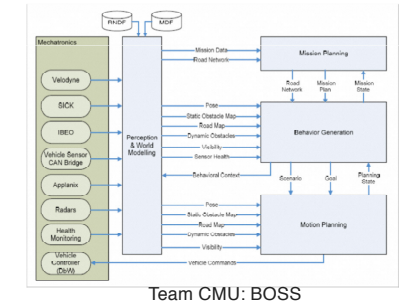 RNDF MDF
Mechatronics
Velodyne
SICK
IBEO
Vehicle Sensor
CAN Bridge
Applanix
Radars
Health
Monitoring
Vehicle
Controller
(DbW)
Perception
& World
Modelling
Mission Data
Road Network
Mission Planning
Road
Network
Mission
Plan
Mission
State
Pose
Static Obstacle Map
Road Map
Dynamic Obstacles
Visibility
Sensor Health
Behavioral Context
Behavior Generation
Scenario
Goal
Planning
State
Pose
Static Obstacle Map
Road Map
Dynamic Obstacles
Visibility
Motion Planning
Vehicle Commands
Team CMU: BOSS